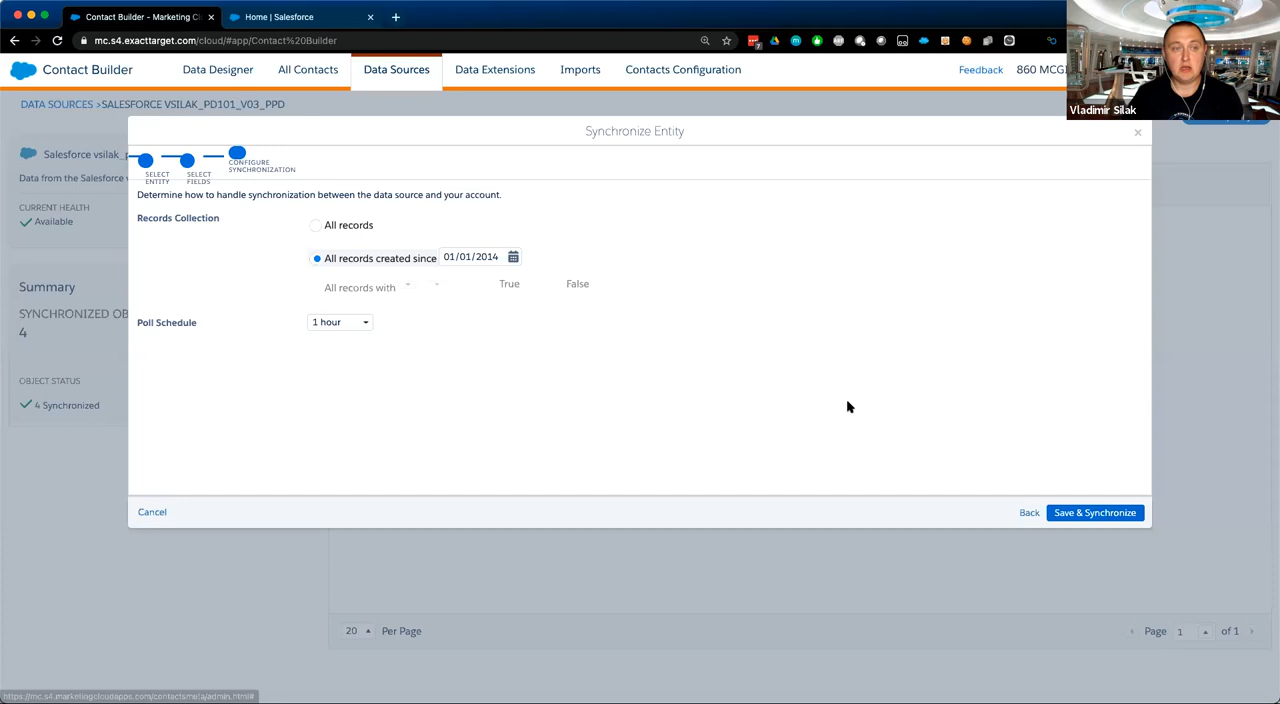 Contact Builder - Marketing Cl
Home | Salesforce
mc.s4.exacttarget.com/cloud/#app/Contact%20Builder
Contact Builder
Data Designer
All Contacts
Data Sources
Data Extensions
Imports
Contacts Configuration
Feedback
860 MCG
Vladimir Silak
DATA SOURCES >SALESFORCE VSILAK_PD101_V03_PPD
Synchronize Entity
Salesforce vsilak_p
Data from the Salesforce v
CURRENT HEALTH
Available
Summary
SYNCHRONIZED OB
4
OBJECT STATUS
4 Synchronized
SELECT
ENTITY
SELECT
FIELDS
CONFIGURE
SYNCHRONIZATION
Determine how to handle synchronization between the data source and your account.
Records Collection
All records
All records created since 01/01/2014
All records with True False
Poll Schedule
1 hour
Cancel
Back
Save & Synchronize
20 Per Page
Page 1 of 1
https://mc.s4.marketingcloudapps.com/contactsmeta/admin.html#